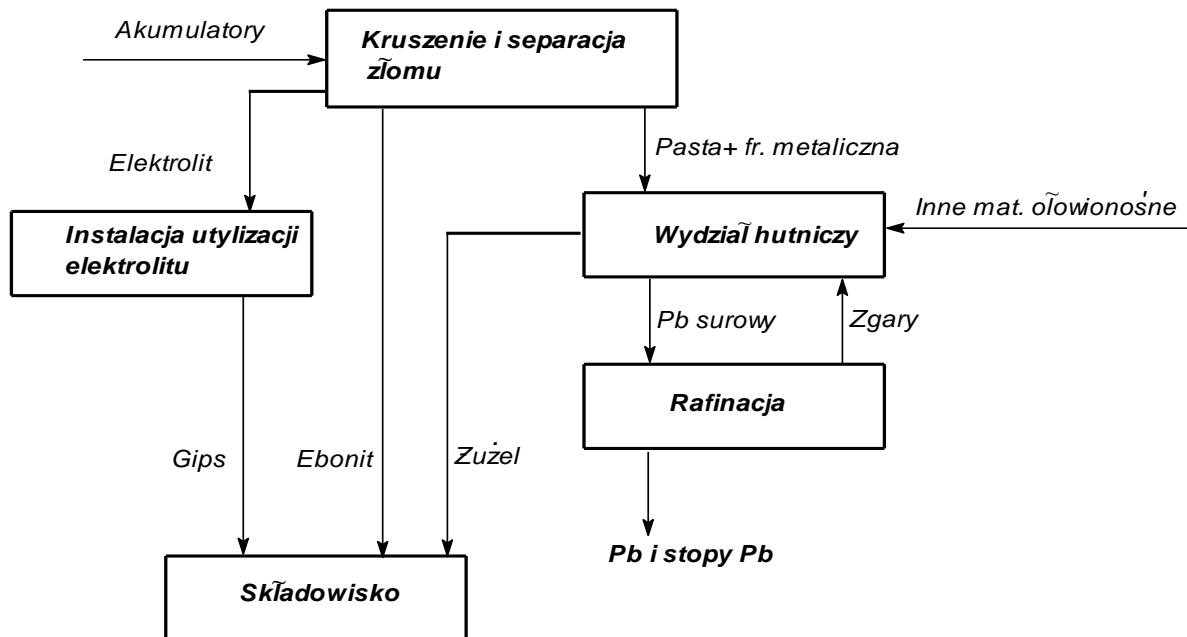 Akumulatory
Kruszenie i separacja
złomu
Elektrolit
Pasta+ fr. metaliczna
Instalacja utylizacji
elektrolitu
Wydział hutniczy
Inne mat. ołowionośne
Pb surowy
Zgary
Rafinacja
Gips
Ebonit
Zużel
Pb i stopy Pb
Składowisko